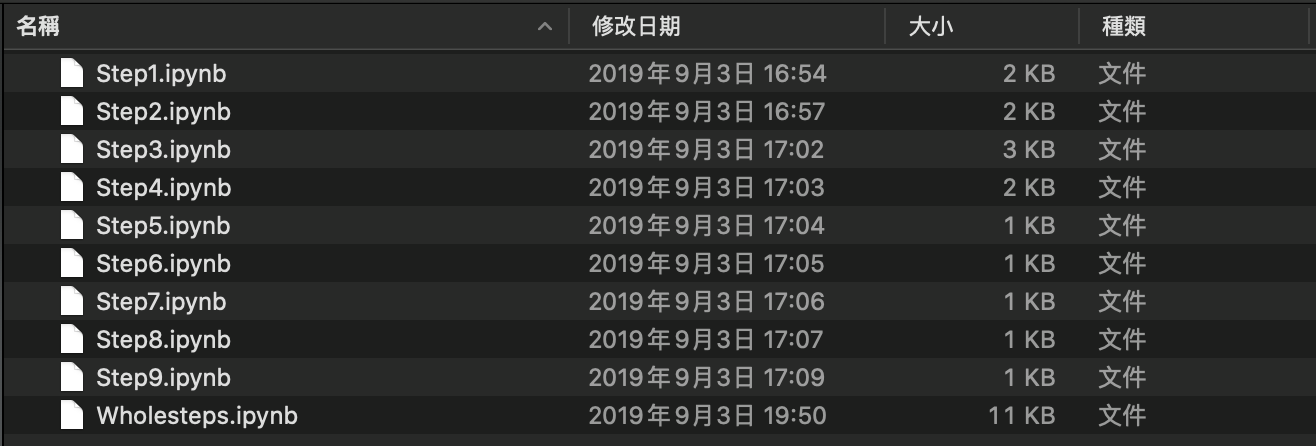 名稱 修改日期 大小 種類
Step1.ipynb 2019年9月3日 16:54 2 KB 文件
Step2.ipynb 2019年9月3日 16:57 2 KB 文件
Step3.ipynb 2019年9月3日 17:02 3 KB 文件
Step4.ipynb 2019年9月3日 17:03 2 KB 文件
Step5.ipynb 2019年9月3日 17:04 1 KB 文件
Step6.ipynb 2019年9月3日 17:05 1 KB 文件
Step7.ipynb 2019年9月3日 17:06 1 KB 文件
Step8.ipynb 2019年9月3日 17:07 1 KB 文件
Step9.ipynb 2019年9月3日 17:09 1 KB 文件
Wholesteps.ipynb 2019年9月3日 19:50 11 KB 文件